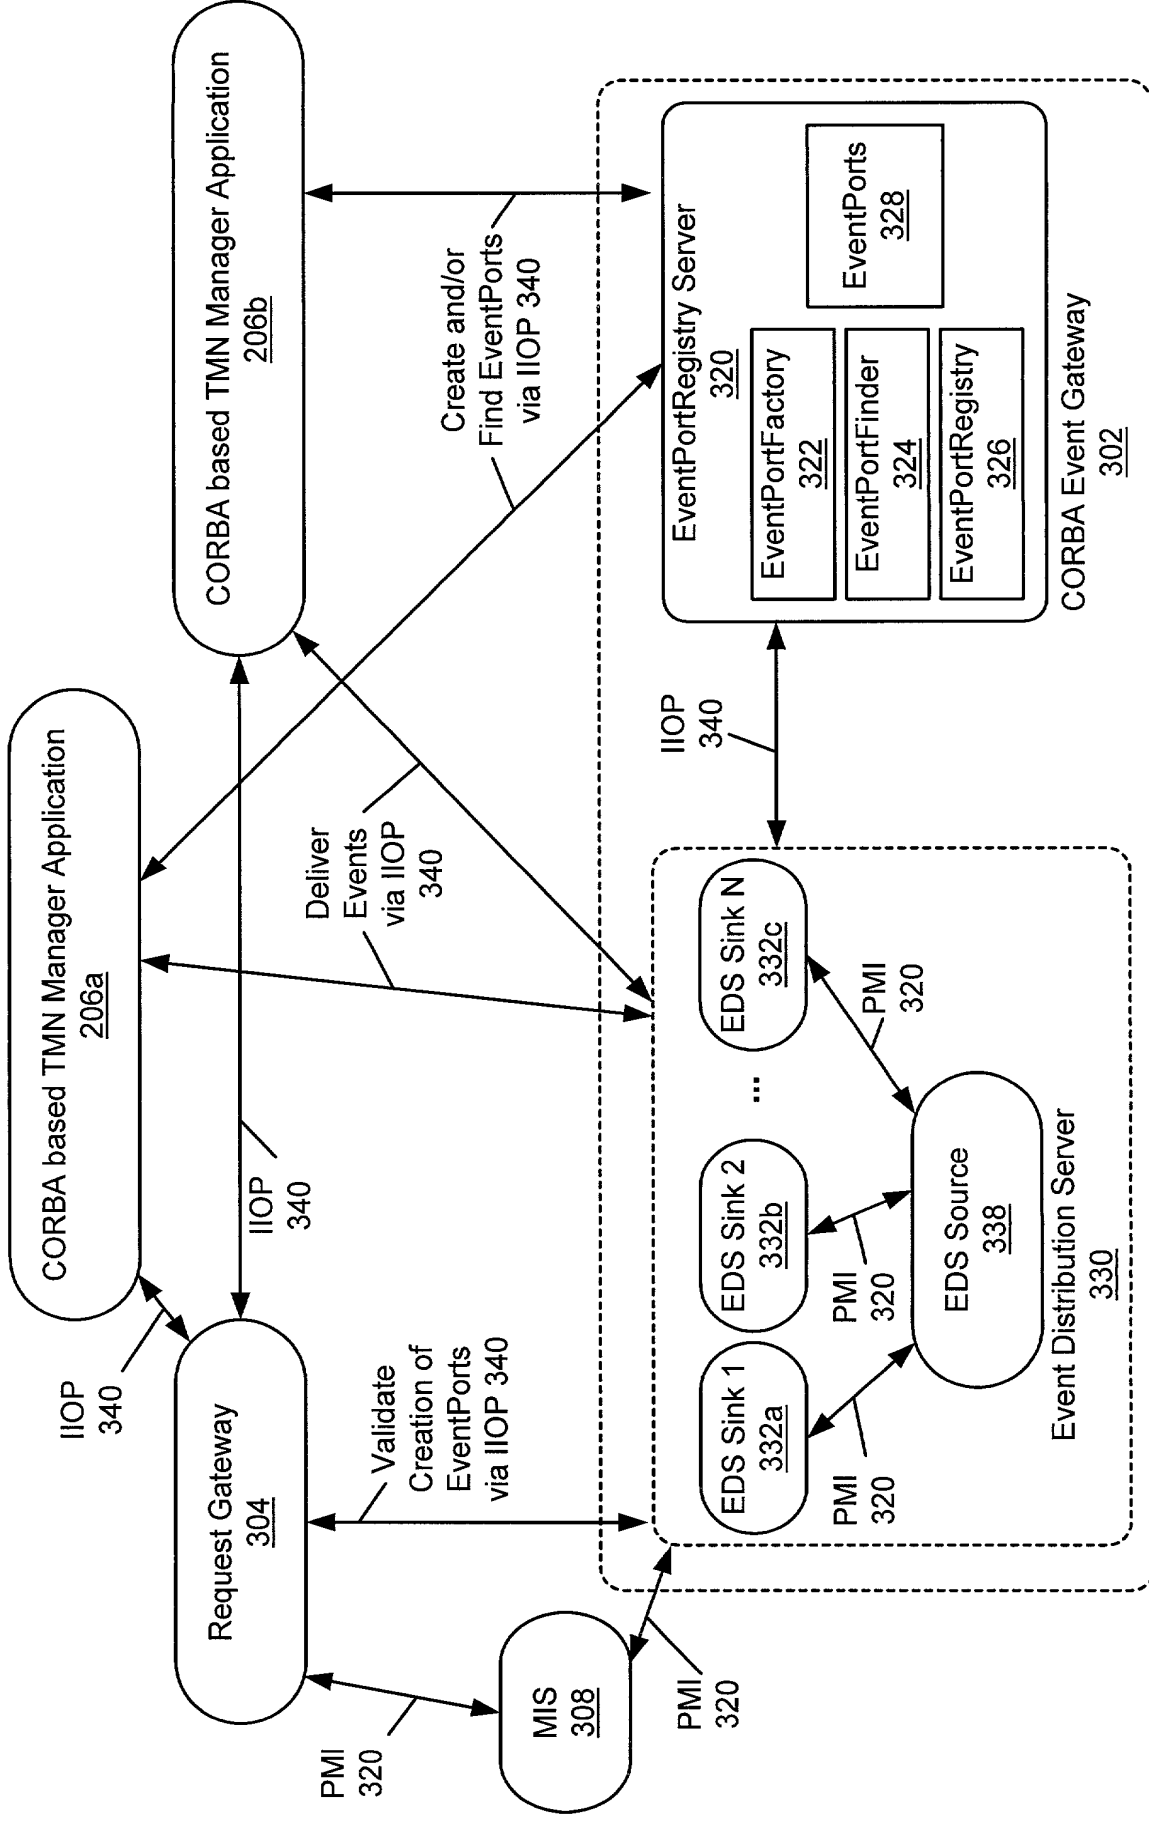 CORBA based TMN Manager Application
206a
CORBA based TMN Manager Application
206b
Request Gateway
304
IIOP
340
IIOP
340
Deliver
Events
via IIOP
340
Create and/or
Find EventPorts
via IIOP 340
Validate
Creation of
EventPorts
via IIOP 340
PMI
320
MIS
308
PMI
320
EDS Sink 1
332a
EDS Sink 2
332b
...
EDS Sink N
332c
PMI
320
PMI
320
PMI
320
EDS Source
338
Event Distribution Server
330
IIOP
340
EventPortRegistry Server
320
EventPortFactory
322
EventPortFinder
324
EventPortRegistry
326
EventPorts
328
CORBA Event Gateway
302